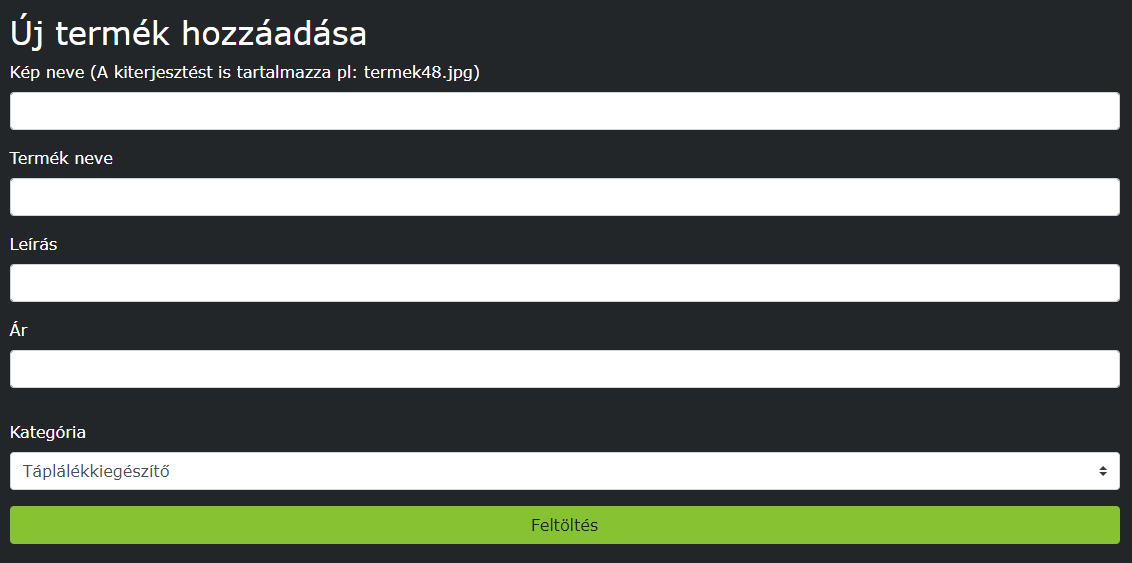 Új termék hozzáadása
Kép neve (A kiterjesztést is tartalmazza pl: termek48.jpg)
Termék neve
Leírás
Ár
Kategória
Táplálékkiegészítő
Feltöltés